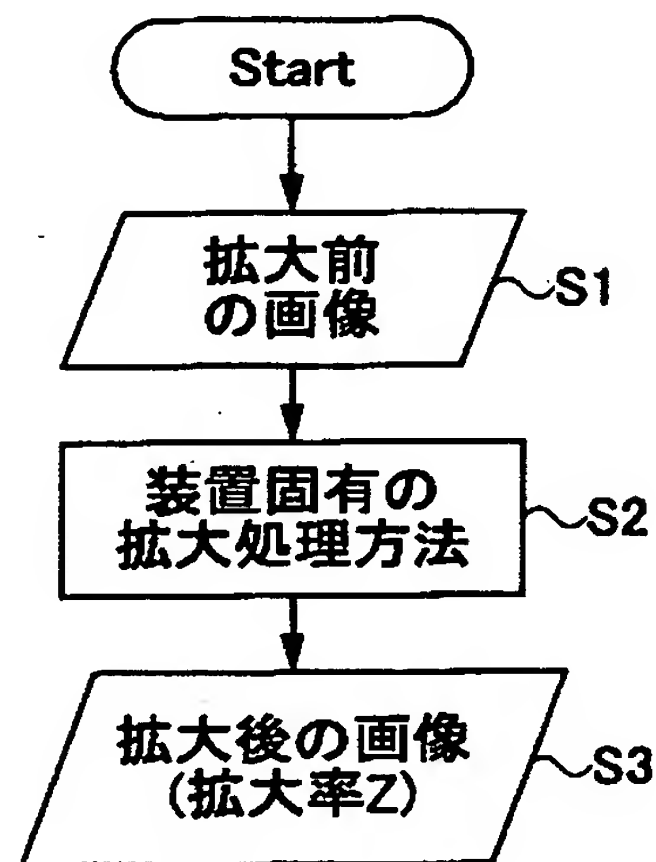 Start
拡大前
の画像
S1
装置固有の
拡大処理方法
S2
拡大後の画像
(拡大率Z)
S3